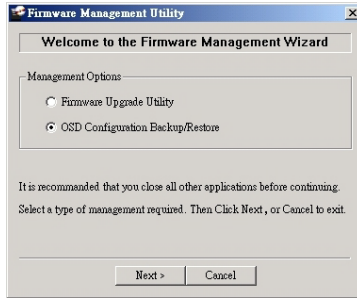 Firmware Management Utility
Welcome to the Firmware Management Wizard
Management Options
Firmware Upgrade Utility
OSD Configuration Backup/Restore
It is recommanded that you close all other applications before continuing.
Select a type of management required. Then Click Next , or Cancel to exit.
Next >
Cancel